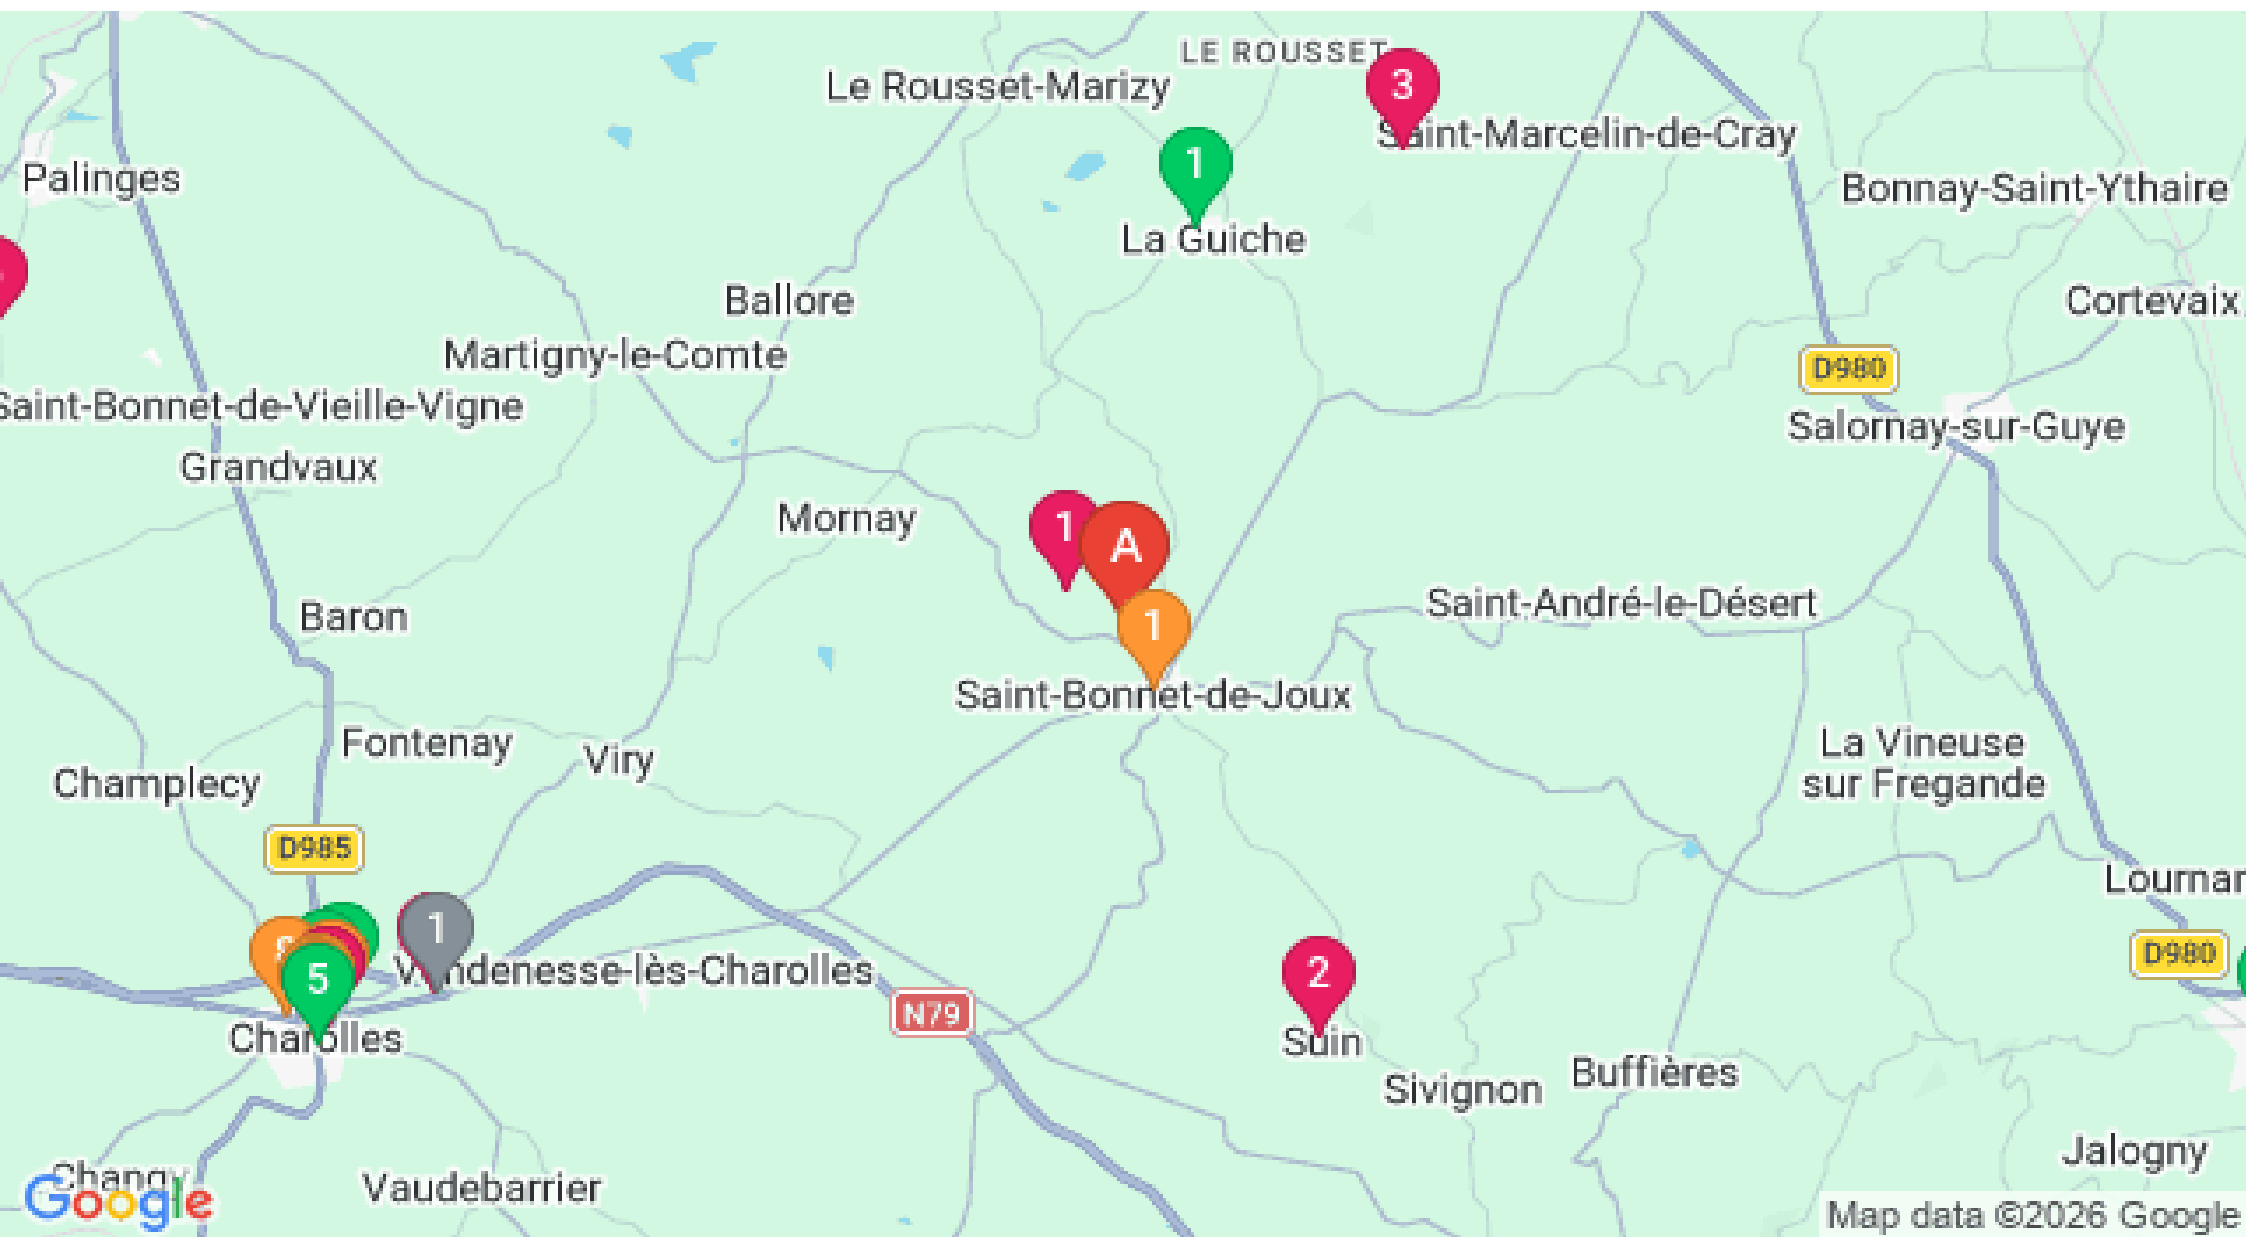 LE ROUSSET
Le Rousset-Marizy
3
Saint-Marcelin-de-Cray
1
Palinges
Bonnay-Saint-Ythaire
La Guiche
Ballore
Cortevaix
Martigny-le-Comte
D980
Saint-Bonnet-de-Vieille-Vigne
Salornay-sur-Guye
Grandvaux
Mornay
1
A
Saint-André-le-Désert
Baron
1
Saint-Bonnet-de-Joux
Fontenay
La Vineuse
sur Fregande
Viry
Champlecy
D985
Lournan
1
D980
5
Vendenesse-lès-Charolles
2
N79
Charolles
Suin
Sivignon
Buffières
Jalogny
Changy
Vaudebarrier
Google
Map data ©2026 Google